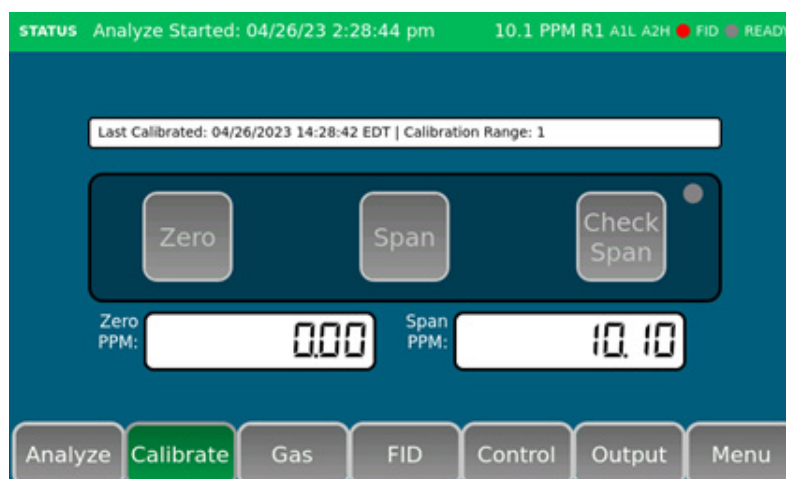 STATUS Analyze Started: 04/26/23 2:28:44 pm 10.1 PPM R1 A1L A2H FID READY
Last Calibrated: 04/26/2023 14:28:42 EDT | Calibration Range: 1
Zero
Span
Check
Span
Zero
PPM:
0.00
Span
PPM:
10.10
Analyze Calibrate Gas FID Control Output Menu